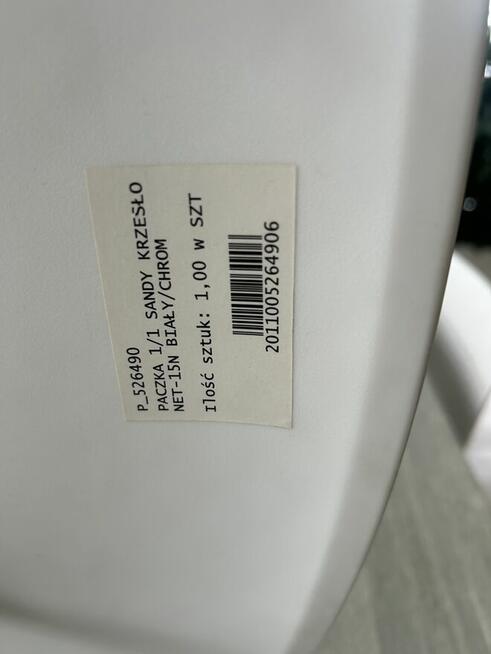 P_526490
PACZKA 1/1 SANDY KRZESŁO
NET-15N BIAŁY/CHROM
Ilość sztuk: 1,00 w SZT
2011005264906